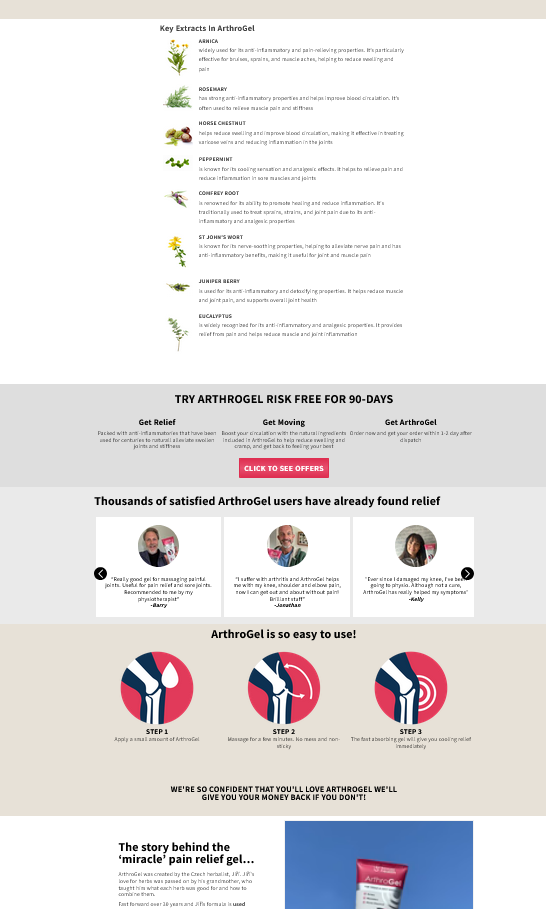 Key Extracts In ArthroGel
ARNICA
widely used for its anti-inflammatory and pain-relieving properties. It's particularly
effective for bruises, sprains, and muscle aches, helping to reduce swelling and
pain
ROSEMARY
has strong anti-inflammatory properties and helps improve blood circulation. It's
often used to relieve muscle pain and stiffness
HORSE CHESTNUT
helps reduce swelling and improve blood circulation, making it effective in treating
varicose veins and reducing inflammation in the joints
PEPPERMINT
is known for its cooling sensation and analgesic effects. It helps to relieve pain and
reduce inflammation in sore muscles and joints
COMFREY ROOT
is renowned for its ability to promote healing and reduce inflammation. It's
traditionally used to treat sprains, strains, and joint pain due to its anti-
inflammatory and analgesic properties
ST JOHN'S WORT
is known for its nerve-soothing properties, helping to alleviate nerve pain and has
anti-inflammatory benefits, making it useful for joint and muscle pain
JUNIPER BERRY
is used for its anti-inflammatory and detoxifying properties. It helps reduce muscle
and joint pain, and supports overall joint health
EUCALYPTUS
is widely recognized for its anti-inflammatory and analgesic properties. It provides
relief from pain and helps reduce muscle and joint inflammation
TRY ARTHROGEL RISK FREE FOR 90-DAYS
Get Relief
Packed with anti-inflammatories that have been
used for centuries to naturall alleviate swollen
joints and stiffness
Get Moving
Boost your circulation with the natural ingredients
included in ArthroGel to help reduce swelling and
cramp, and get back to feeling your best
Get ArthroGel
Order now and get your order within 1-2 day after
dispatch
CLICK TO SEE OFFERS
Thousands of satisfied ArthroGel users have already found relief
"Really good gel for massaging painful
joints. Useful for pain relief and sore joints.
Recommended to me by my
physiotherapist"
-Barry
"I suffer with arthritis and ArthroGel helps
me with my knee, shoulder and elbow pain,
now I can get out and about without pain!
Brilliant stuff"
-Jonathan
"Ever since I damaged my knee, I've been
going to physio. Although not a cure,
ArthroGel has really helped my symptoms"
-Kelly
ArthroGel is so easy to use!
STEP 1
Apply a small amount of ArthroGel
STEP 2
Massage for a few minutes. No mess and non-
sticky
STEP 3
The fast absorbing gel will give you cooling relief
immediately
WE'RE SO CONFIDENT THAT YOU'LL LOVE ARTHROGEL WE'LL
GIVE YOU YOUR MONEY BACK IF YOU DON'T!
The story behind the
‘miracle’ pain relief gel...
ArthroGel was created by the Czech herbalist, Jiří. Jiří's
love for herbs was passed on by his grandmother, who
taught him what each herb was good for and how to
combine them.
Fast forward over 30 years and Jiří's formula is used
ArthroGel